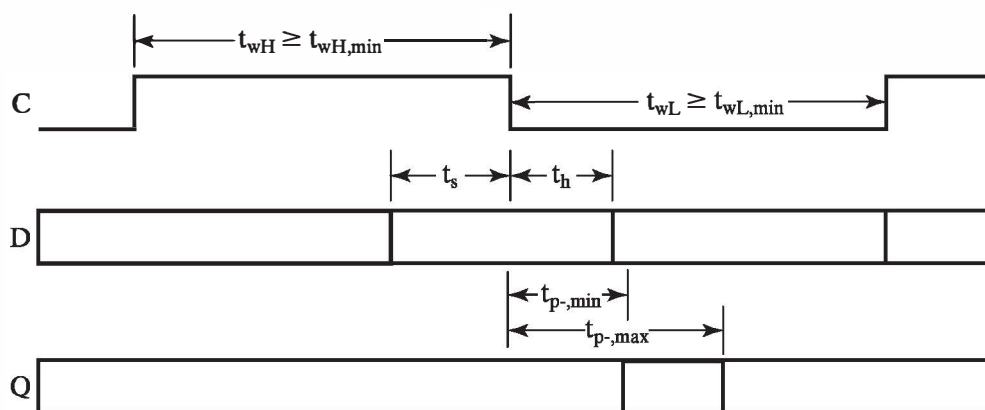 t_wH ≥ t_wH,min
C
t_wL ≥ t_wL,min
t_s t_h
D
t_p-,min
t_p-,max
Q